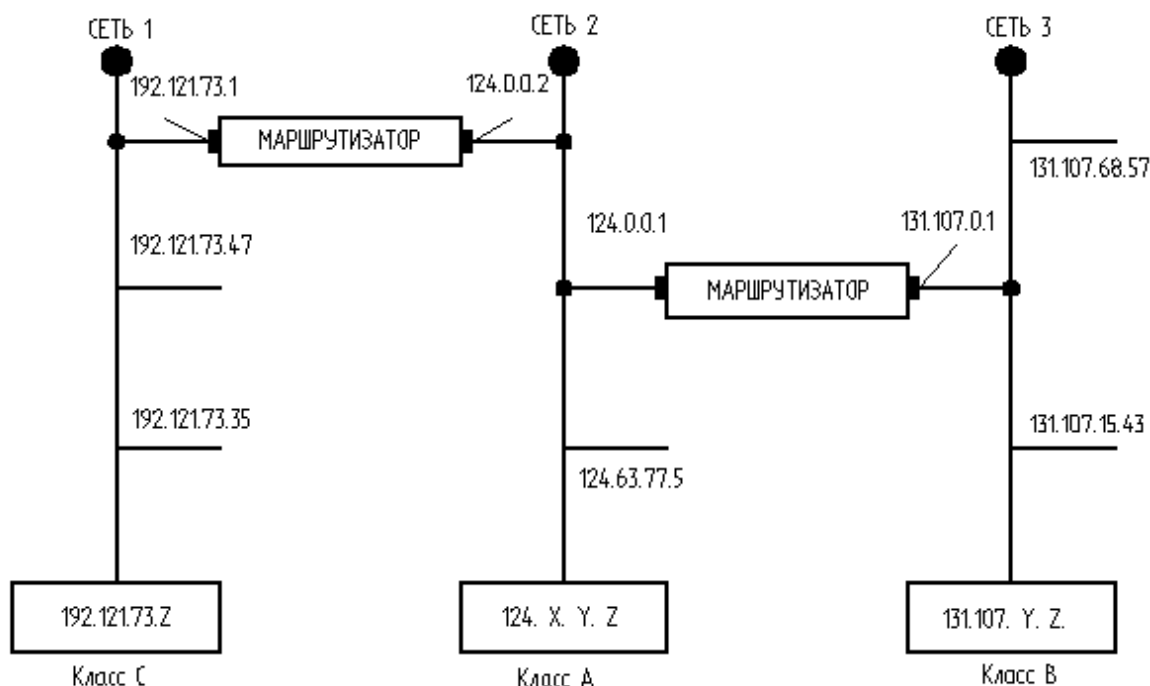 СЕТЬ 1
СЕТЬ 2
СЕТЬ 3
192.121.73.1
124.0.0.2
МАРШРУТИЗАТОР
131.107.68.57
192.121.73.47
124.0.0.1
131.107.0.1
МАРШРУТИЗАТОР
192.121.73.35
131.107.15.43
124.63.77.5
192.121.73.Z
124. X. Y. Z
131.107. Y. Z.
Класс C
Класс A
Класс B